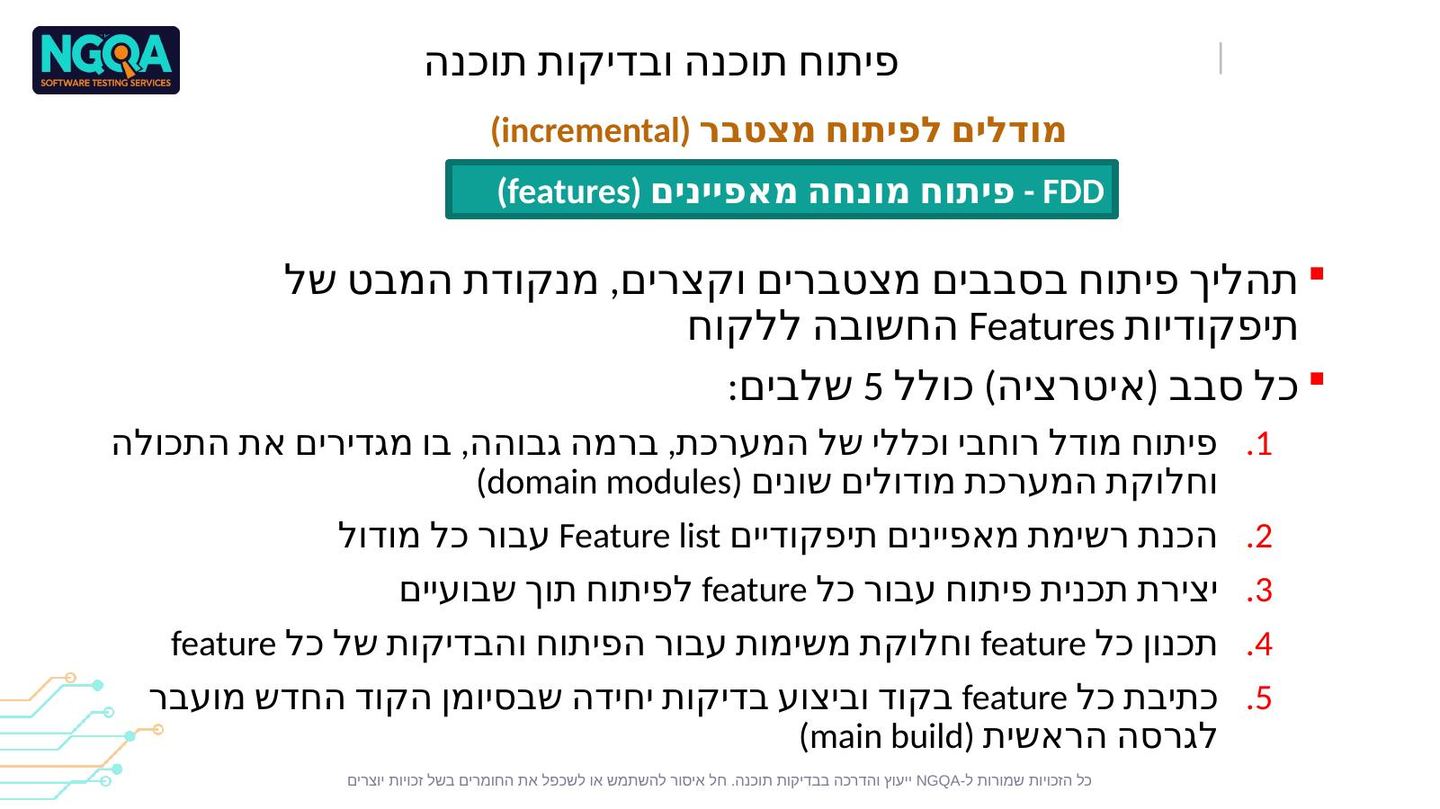 NGQA
SOFTWARE TESTING SERVICES
פיתוח תוכנה ובדיקות תוכנה
מודלים לפיתוח מצטבר (incremental)
FDD - פיתוח מונחה מאפיינים (features)
תהליך פיתוח בסבבים מצטברים וקצרים, מנקודת המבט של
תיפקודיות Features החשובה ללקוח
כל סבב (איטרציה) כולל 5 שלבים:
1. פיתוח מודל רוחבי וכללי של המערכת, ברמה גבוהה, בו מגדירים את התכולה
וחלוקת המערכת מודולים שונים (domain modules)
2. הכנת רשימת מאפיינים תיפקודיים Feature list עבור כל מודול
3. יצירת תכנית פיתוח עבור כל feature לפיתוח תוך שבועיים
4. תכנון כל feature וחלוקת משימות עבור הפיתוח והבדיקות של כל feature
5. כתיבת כל feature בקוד וביצוע בדיקות יחידה שבסיומן הקוד החדש מועבר
לגרסה הראשית (main build)
כל הזכויות שמורות ל-NGQA ייעוץ והדרכה בבדיקות תוכנה. חל איסור להשתמש או לשכפל את החומרים בשל זכויות יוצרים